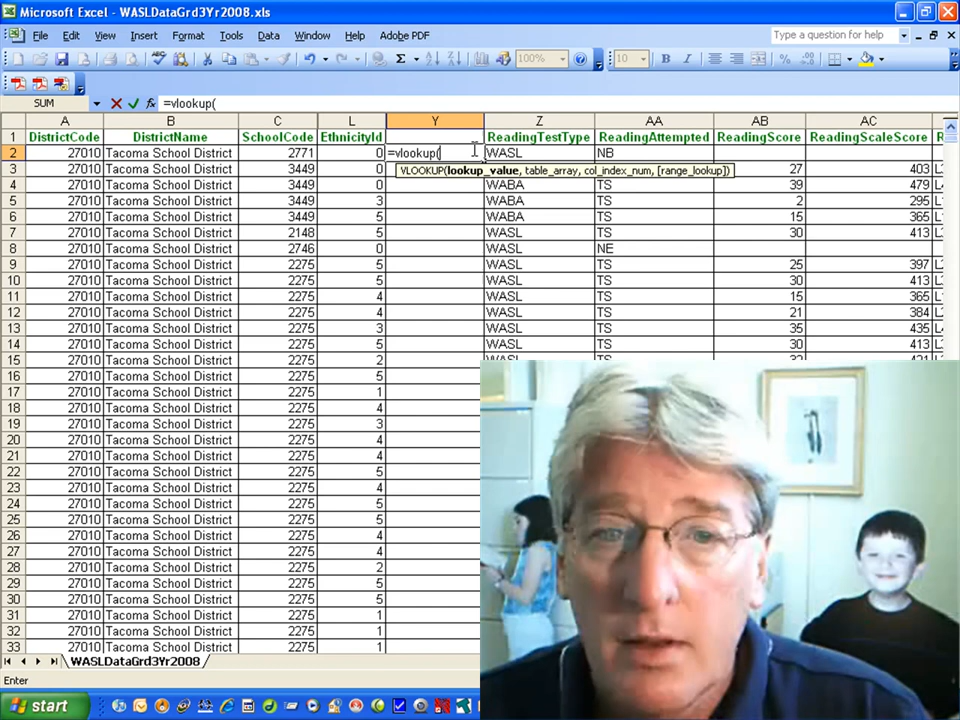 Microsoft Excel - WASLDataGrd3Yr2008.xls
File Edit View Insert Format Tools Data Window Help Adobe PDF
Type a question for help
100% 10 B
SUM =vlookup(
A B C L Y Z AA AB AC
1 DistrictCode DistrictName SchoolCode EthnicityId ReadingTestType ReadingAttempted ReadingScore ReadingScaleScore R
2 27010 Tacoma School District 2771 0 =vlookup( WASL NB
VLOOKUP(lookup_value, table_array, col_index_num, [range_lookup])
3 27010 Tacoma School District 3449 0 27 403
4 27010 Tacoma School District 3449 0 WABA TS 39 479
5 27010 Tacoma School District 3449 3 WABA TS 2 295
6 27010 Tacoma School District 3449 5 WABA TS 15 365
7 27010 Tacoma School District 2148 5 WASL TS 30 413
8 27010 Tacoma School District 2746 0 WASL NE
9 27010 Tacoma School District 2275 5 WASL TS 25 397
10 27010 Tacoma School District 2275 5 WASL TS 30 413
11 27010 Tacoma School District 2275 4 WASL TS 15 365
12 27010 Tacoma School District 2275 4 WASL TS 21 384
13 27010 Tacoma School District 2275 3 WASL TS 35 435
14 27010 Tacoma School District 2275 5 WASL TS 30 413
15 27010 Tacoma School District 2275 2 WASL TS
16 27010 Tacoma School District 2275 5
17 27010 Tacoma School District 2275 1
18 27010 Tacoma School District 2275 4
19 27010 Tacoma School District 2275 3
20 27010 Tacoma School District 2275 4
21 27010 Tacoma School District 2275 4
22 27010 Tacoma School District 2275 5
23 27010 Tacoma School District 2275 4
24 27010 Tacoma School District 2275 5
25 27010 Tacoma School District 2275 5
26 27010 Tacoma School District 2275 4
27 27010 Tacoma School District 2275 4
28 27010 Tacoma School District 2275 2
29 27010 Tacoma School District 2275 5
30 27010 Tacoma School District 2275 5
31 27010 Tacoma School District 2275 1
32 27010 Tacoma School District 2275 1
33 27010 Tacoma School District 2275 1
WASLDataGrd3Yr2008
Enter
start